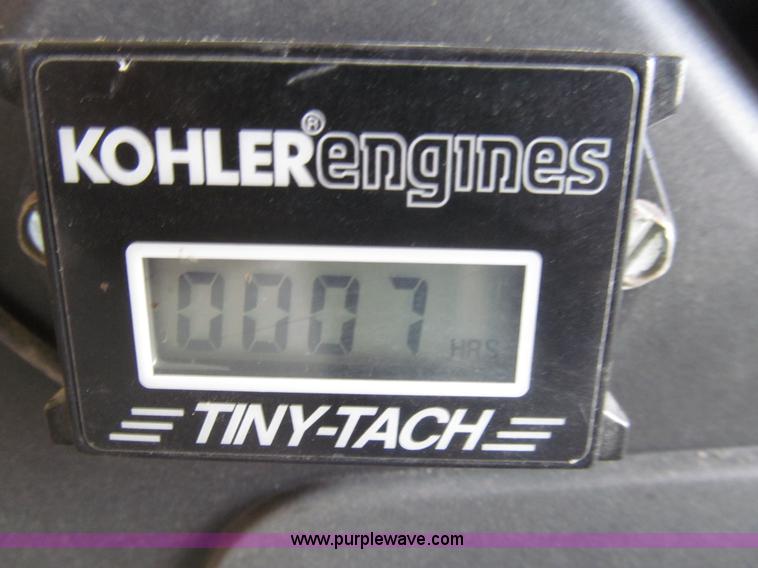 KOHLER® engines
0007 HRS
TINY-TACH
www.purplewave.com